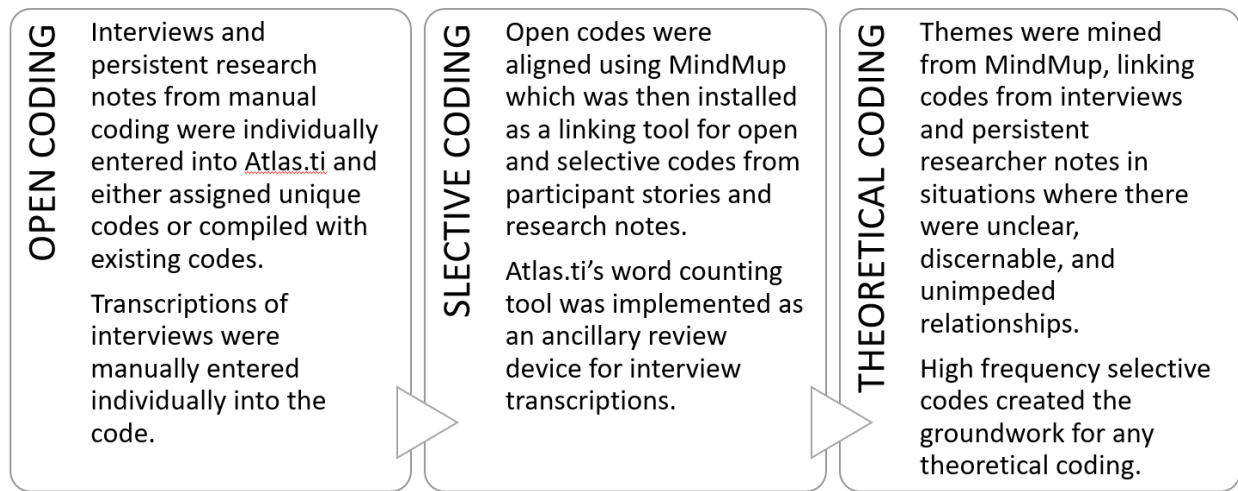 OPEN CODING
Interviews and
persistent research
notes from manual
coding were individually
entered into Atlas.ti and
either assigned unique
codes or compiled with
existing codes.
Transcriptions of
interviews were
manually entered
individually into the
code.
SLECTIVE CODING
Open codes were
aligned using MindMup
which was then installed
as a linking tool for open
and selective codes from
participant stories and
research notes.
Atlas.ti’s word counting
tool was implemented as
an ancillary review
device for interview
transcriptions.
THEORETICAL CODING
Themes were mined
from MindMup, linking
codes from interviews
and persistent
researcher notes in
situations where there
were unclear,
discernable, and
unimpeded
relationships.
High frequency selective
codes created the
groundwork for any
theoretical coding.